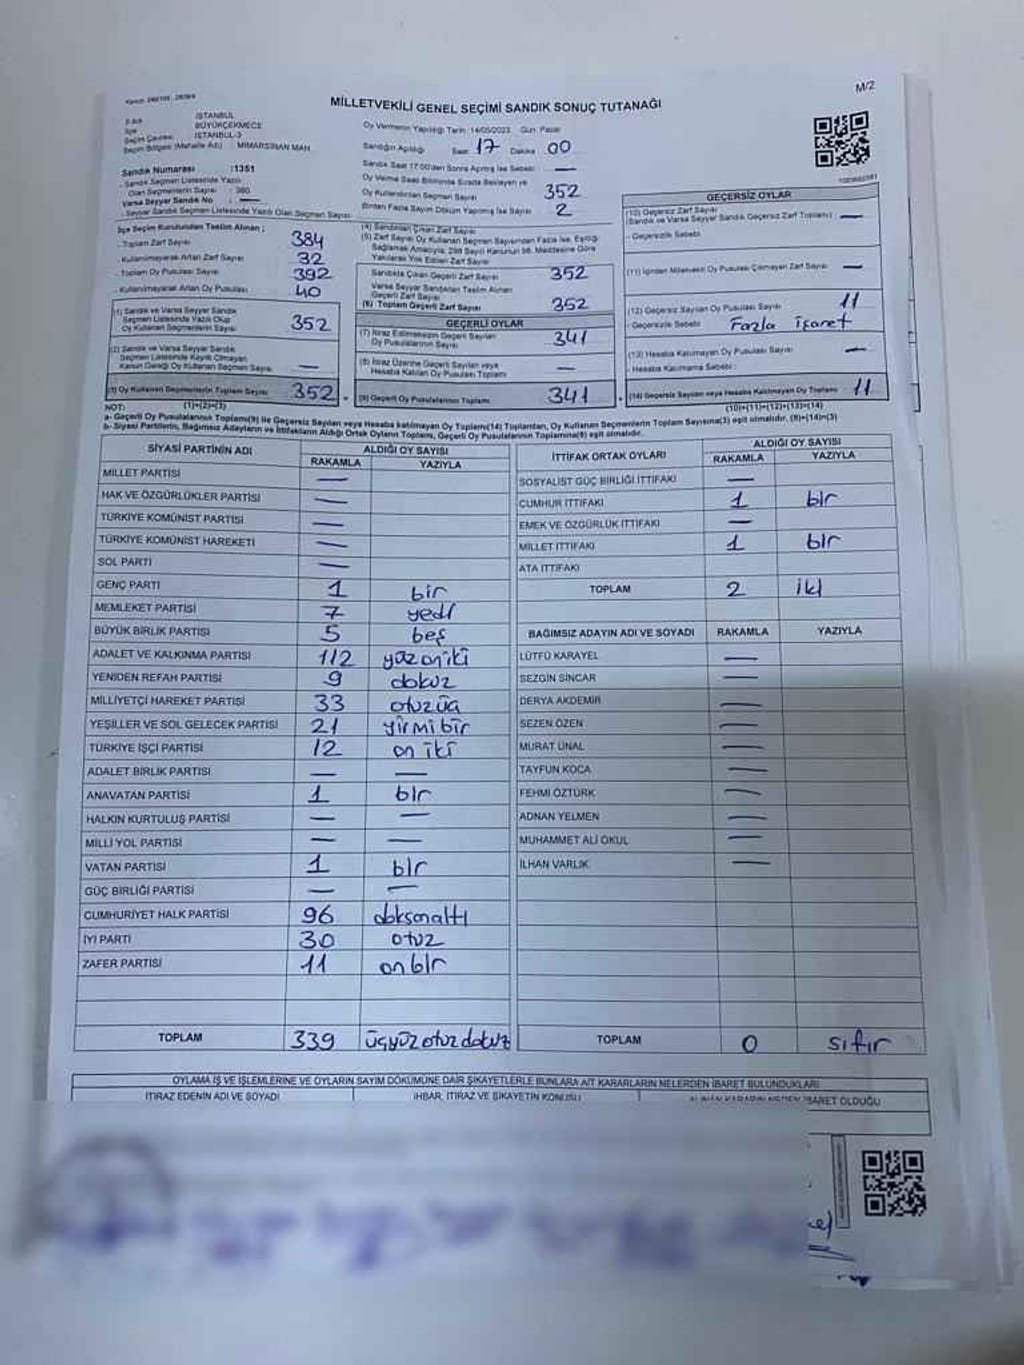 M/2
MİLLETVEKİLİ GENEL SEÇİMİ SANDIK SONUÇ TUTANAĞI
İl Adı İSTANBUL
İlçe BÜYÜKÇEKMECE
Seçim Çevresi İSTANBUL-3
Seçim Bölgesi (Mahalle Adı) MİMARSİNAN MAH.
Oy Vermenin Yapıldığı Tarih: 14/05/2023 Gün: Pazar
Sandığın Açıldığı Saat 17 Dakika 00
Sandık Saat 17:00'den Sonra Açılmış İse Sebebi: —
Oy Verme Saati Bitiminde Sırada Bekleyen ve
Oy Kullandırılan Seçmen Sayısı 352
Birden Fazla Sayım Döküm Yapılmış İse Sayısı 2
Sandık Numarası :1351
- Sandık Seçmen Listesinde Yazılı
Olan Seçmenlerin Sayısı : 380
Varsa Seyyar Sandık No : —
- Seyyar Sandık Seçmen Listesinde Yazılı Olan Seçmen Sayısı:
İlçe Seçim Kurulundan Teslim Alınan ;
- Toplam Zarf Sayısı 384
- Kullanılmayarak Artan Zarf Sayısı 32
- Toplam Oy Pusulası Sayısı 392
- Kullanılmayarak Artan Oy Pusulası 40
(1) Sandık ve Varsa Seyyar Sandık
Seçmen Listesinde Yazılı Olup
Oy Kullanan Seçmenlerin Sayısı 352
(2) Sandık ve Varsa Seyyar Sandık
Seçmen Listesinde Kaydı Olmayan
Kanun Gereği Oy Kullanan Seçmen Sayısı —
(3) Oy Kullanan Seçmenlerin Toplam Sayısı 352
(1)+(2)=(3)
(4) Sandıktan Çıkan Zarf Sayısı
(5) Zarf Sayısı Oy Kullanan Seçmen Sayısından Fazla İse, Eşitliği
Sağlamak Amacıyla, 298 Sayılı Kanunun 98. Maddesine Göre
Yakılarak Yok Edilen Zarf Sayısı
Sandıkta Çıkan Geçerli Zarf Sayısı 352
Varsa Seyyar Sandıktan Teslim Alınan
Geçerli Zarf Sayısı
(6) Toplam Geçerli Zarf Sayısı 352
GEÇERLİ OYLAR
(7) İtiraz Edilmeksizin Geçerli Sayılan
Oy Pusulalarının Sayısı 341
(8) İtiraz Üzerine Geçerli Sayılan veya
Hesaba Katılan Oy Pusulası Toplamı —
(9) Geçerli Oy Pusulalarının Toplamı 341
GEÇERSİZ OYLAR
(10) Geçersiz Zarf Sayısı
(Sandık ve Varsa Seyyar Sandık Geçersiz Zarf Toplamı) —
- Geçersizlik Sebebi:
(11) İçinden Milletvekili Oy Pusulası Çıkmayan Zarf Sayısı —
(12) Geçersiz Sayılan Oy Pusulası Sayısı 11
- Geçersizlik Sebebi: Fazla işaret
(13) Hesaba Katılmayan Oy Pusulası Sayısı —
- Hesaba Katılmama Sebebi :
(14) Geçersiz Sayılan veya Hesaba Katılmayan Oy Toplamı 11
(10)+(11)+(12)+(13)=(14)
NOT:
a- Geçerli Oy Pusulalarının Toplamı(9) ile Geçersiz Sayılan veya Hesaba katılmayan Oy Toplamı(14) Toplamları, Oy Kullanan Seçmenlerin Toplam Sayısına(3) eşit olmalıdır. (9)+(14)=(3)
b- Siyasi Partilerin, Bağımsız Adayların ve İttifakların Aldığı Ortak Oyların Toplamı, Geçerli Oy Pusulalarının Toplamına(9) eşit olmalıdır.
SİYASİ PARTİNİN ADI ALDIĞI OY SAYISI
RAKAMLA YAZIYLA
MİLLET PARTİSİ —
HAK VE ÖZGÜRLÜKLER PARTİSİ —
TÜRKİYE KOMÜNİST PARTİSİ —
TÜRKİYE KOMÜNİST HAREKETİ —
SOL PARTİ —
GENÇ PARTİ 1 bir
MEMLEKET PARTİSİ 7 yedi
BÜYÜK BİRLİK PARTİSİ 5 beş
ADALET VE KALKINMA PARTİSİ 112 yüz on iki
YENİDEN REFAH PARTİSİ 9 dokuz
MİLLİYETÇİ HAREKET PARTİSİ 33 otuz üç
YEŞİLLER VE SOL GELECEK PARTİSİ 21 yirmi bir
TÜRKİYE İŞÇİ PARTİSİ 12 on iki
ADALET BİRLİK PARTİSİ — —
ANAVATAN PARTİSİ 1 bir
HALKIN KURTULUŞ PARTİSİ — —
MİLLİ YOL PARTİSİ — —
VATAN PARTİSİ 1 bir
GÜÇ BİRLİĞİ PARTİSİ — —
CUMHURİYET HALK PARTİSİ 96 doksanaltı
İYİ PARTİ 30 otuz
ZAFER PARTİSİ 11 on bir
TOPLAM 339 üçyüz otuz dokuz
İTTİFAK ORTAK OYLARI ALDIĞI OY SAYISI
RAKAMLA YAZIYLA
SOSYALİST GÜÇ BİRLİĞİ İTTİFAKI —
CUMHUR İTTİFAKI 1 bir
EMEK VE ÖZGÜRLÜK İTTİFAKI —
MİLLET İTTİFAKI 1 bir
ATA İTTİFAKI
TOPLAM 2 iki
BAĞIMSIZ ADAYIN ADI VE SOYADI RAKAMLA YAZIYLA
LÜTFÜ KARAYEL —
SEZGİN SİNCAR —
DERYA AKDEMİR —
SEZEN ÖZEN —
MURAT ÜNAL —
TAYFUN KOCA —
FEHMİ ÖZTÜRK —
ADNAN YELMEN —
MUHAMMET ALİ OKUL —
İLHAN VARLIK —
TOPLAM 0 sıfır
OYLAMA İŞ VE İŞLEMLERİNE VE OYLARIN SAYIM DÖKÜMÜNE DAİR ŞİKAYETLERLE BUNLARA AİT KARARLARIN NELERDEN İBARET BULUNDUKLARI
İTİRAZ EDENİN ADI VE SOYADI İHBAR, İTİRAZ VE ŞİKAYETİN KONUSU ALINAN KARARIN NEDEN İBARET OLDUĞU